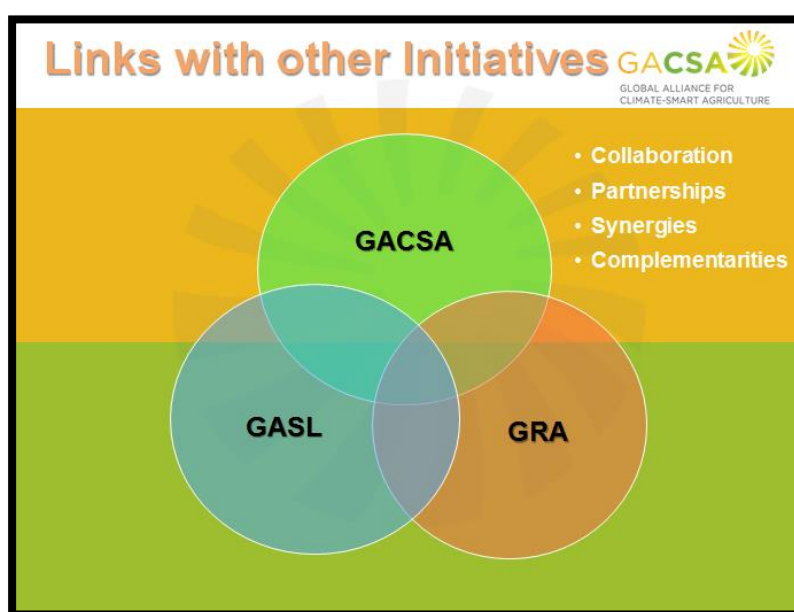 Links with other Initiatives
GACSA
GLOBAL ALLIANCE FOR
CLIMATE-SMART AGRICULTURE
• Collaboration
• Partnerships
• Synergies
• Complementarities
GACSA
GASL
GRA